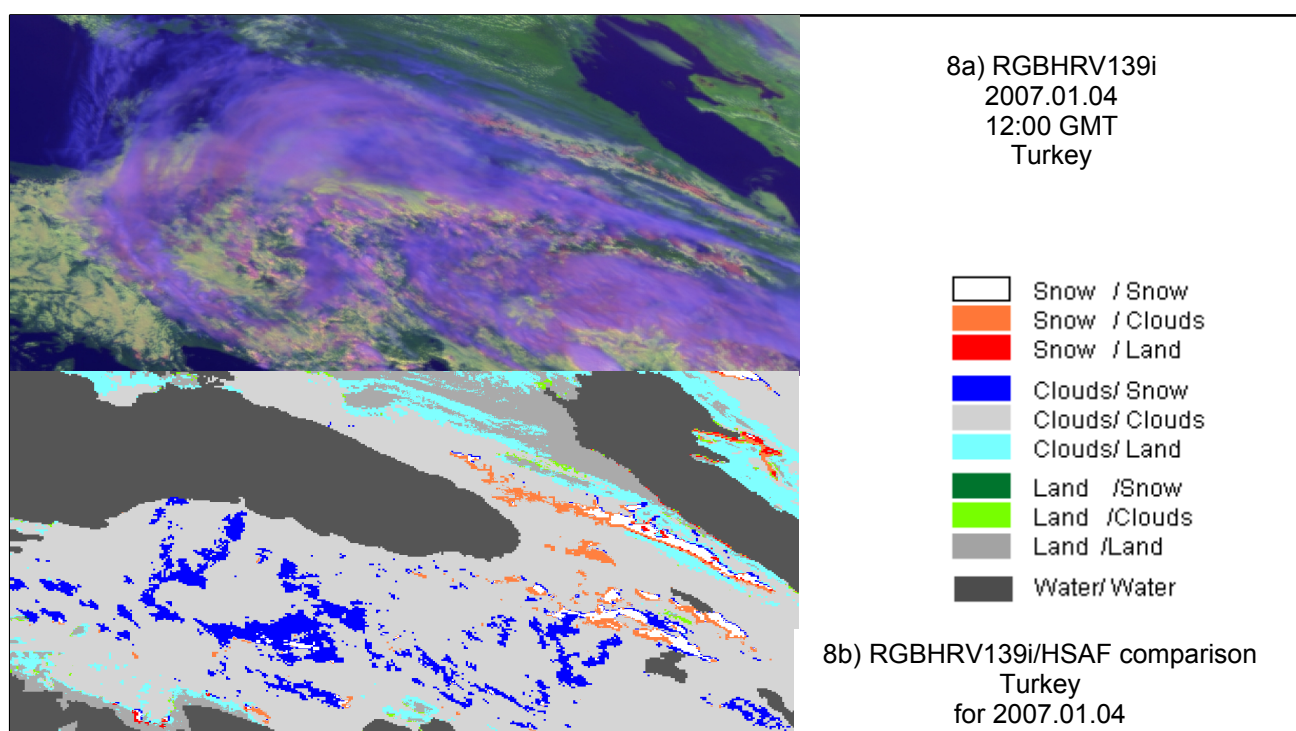 8a) RGBHRV139i
2007.01.04
12:00 GMT
Turkey
Snow / Snow
Snow / Clouds
Snow / Land
Clouds/ Snow
Clouds/ Clouds
Clouds/ Land
Land /Snow
Land /Clouds
Land /Land
Water/ Water
8b) RGBHRV139i/HSAF comparison
Turkey
for 2007.01.04